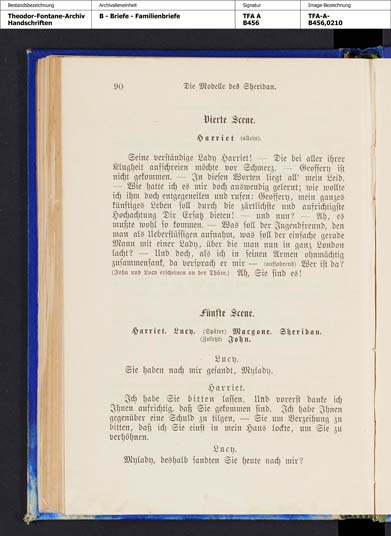 Bestandsbezeichnung
Archivalieneinheit
Signatur
Image-Bezeichnung
Theodor-Fontane-Archiv
Handschriften
B - Briefe - Familienbriefe
TFA A
B456
TFA-A-
B456,0210
90
Die Modelle des Sheridan.
Vierte Scene.
Harriet (allein).
Seine verständige Lady Harriet! — Die bei aller ihrer
Klugheit aufschreien möchte vor Schmerz. — Geoffery ist
nicht gekommen. — In diesen Worten liegt all' mein Leid.
— Wie hatte ich es mir doch auswendig gelernt; wie wollte
ich ihm doch entgegeneilen und rufen: Geoffery, mein ganzes
künftiges Leben soll durch die zärtlichste und aufrichtigste
Hochachtung Dir Ersatz bieten! — und nun? — Ah, es
mußte wohl so kommen. — Was soll der Jugendfreund, den
man als Ueberflüssigen aufnahm, was soll der einfache gerade
Mann mit einer Lady, über die man nun in ganz London
lacht? — Und doch, als ich in seinen Armen ohnmächtig
zusammensank, da versprach er mir — (auffahrend) Wer ist da?
(John und Lucy erscheinen an der Thüre.) Ah, Sie sind es!
Fünfte Scene.
Harriet. Lucy. (Später) Margone. Sheridan.
(Zuletzt) John.
Lucy.
Sie haben nach mir gesandt, Mylady.
Harriet.
Ich habe Sie bitten lassen. Und vorerst danke ich
Ihnen aufrichtig, daß Sie gekommen sind. Ich habe Ihnen
gegenüber eine Schuld zu tilgen, — Sie um Verzeihung zu
bitten, daß ich Sie einst in mein Haus lockte, um Sie zu
verhöhnen.
Lucy.
Mylady, deshalb sandten Sie heute nach mir?